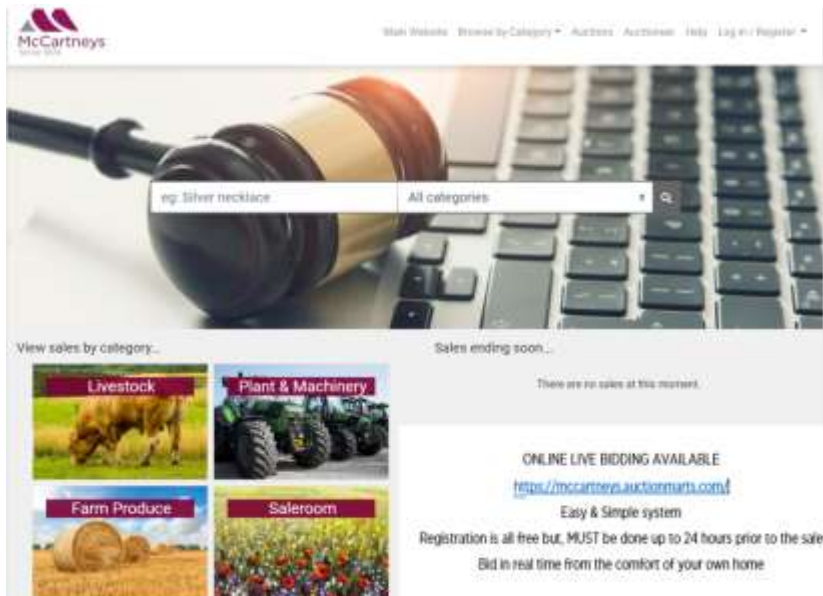 McCartneys
Main Website Browse by Category Auctions Auctioneer Help Log in / Register
eg: Silver necklace
All categories
View sales by category...
Sales ending soon...
Livestock
Plant & Machinery
There are no sales at this moment.
Farm Produce
Saleroom
ONLINE LIVE BIDDING AVAILABLE
https://mccartneys.auctionmarts.com/
Easy & Simple system
Registration is all free but, MUST be done up to 24 hours prior to the sale
Bid in real time from the comfort of your own home